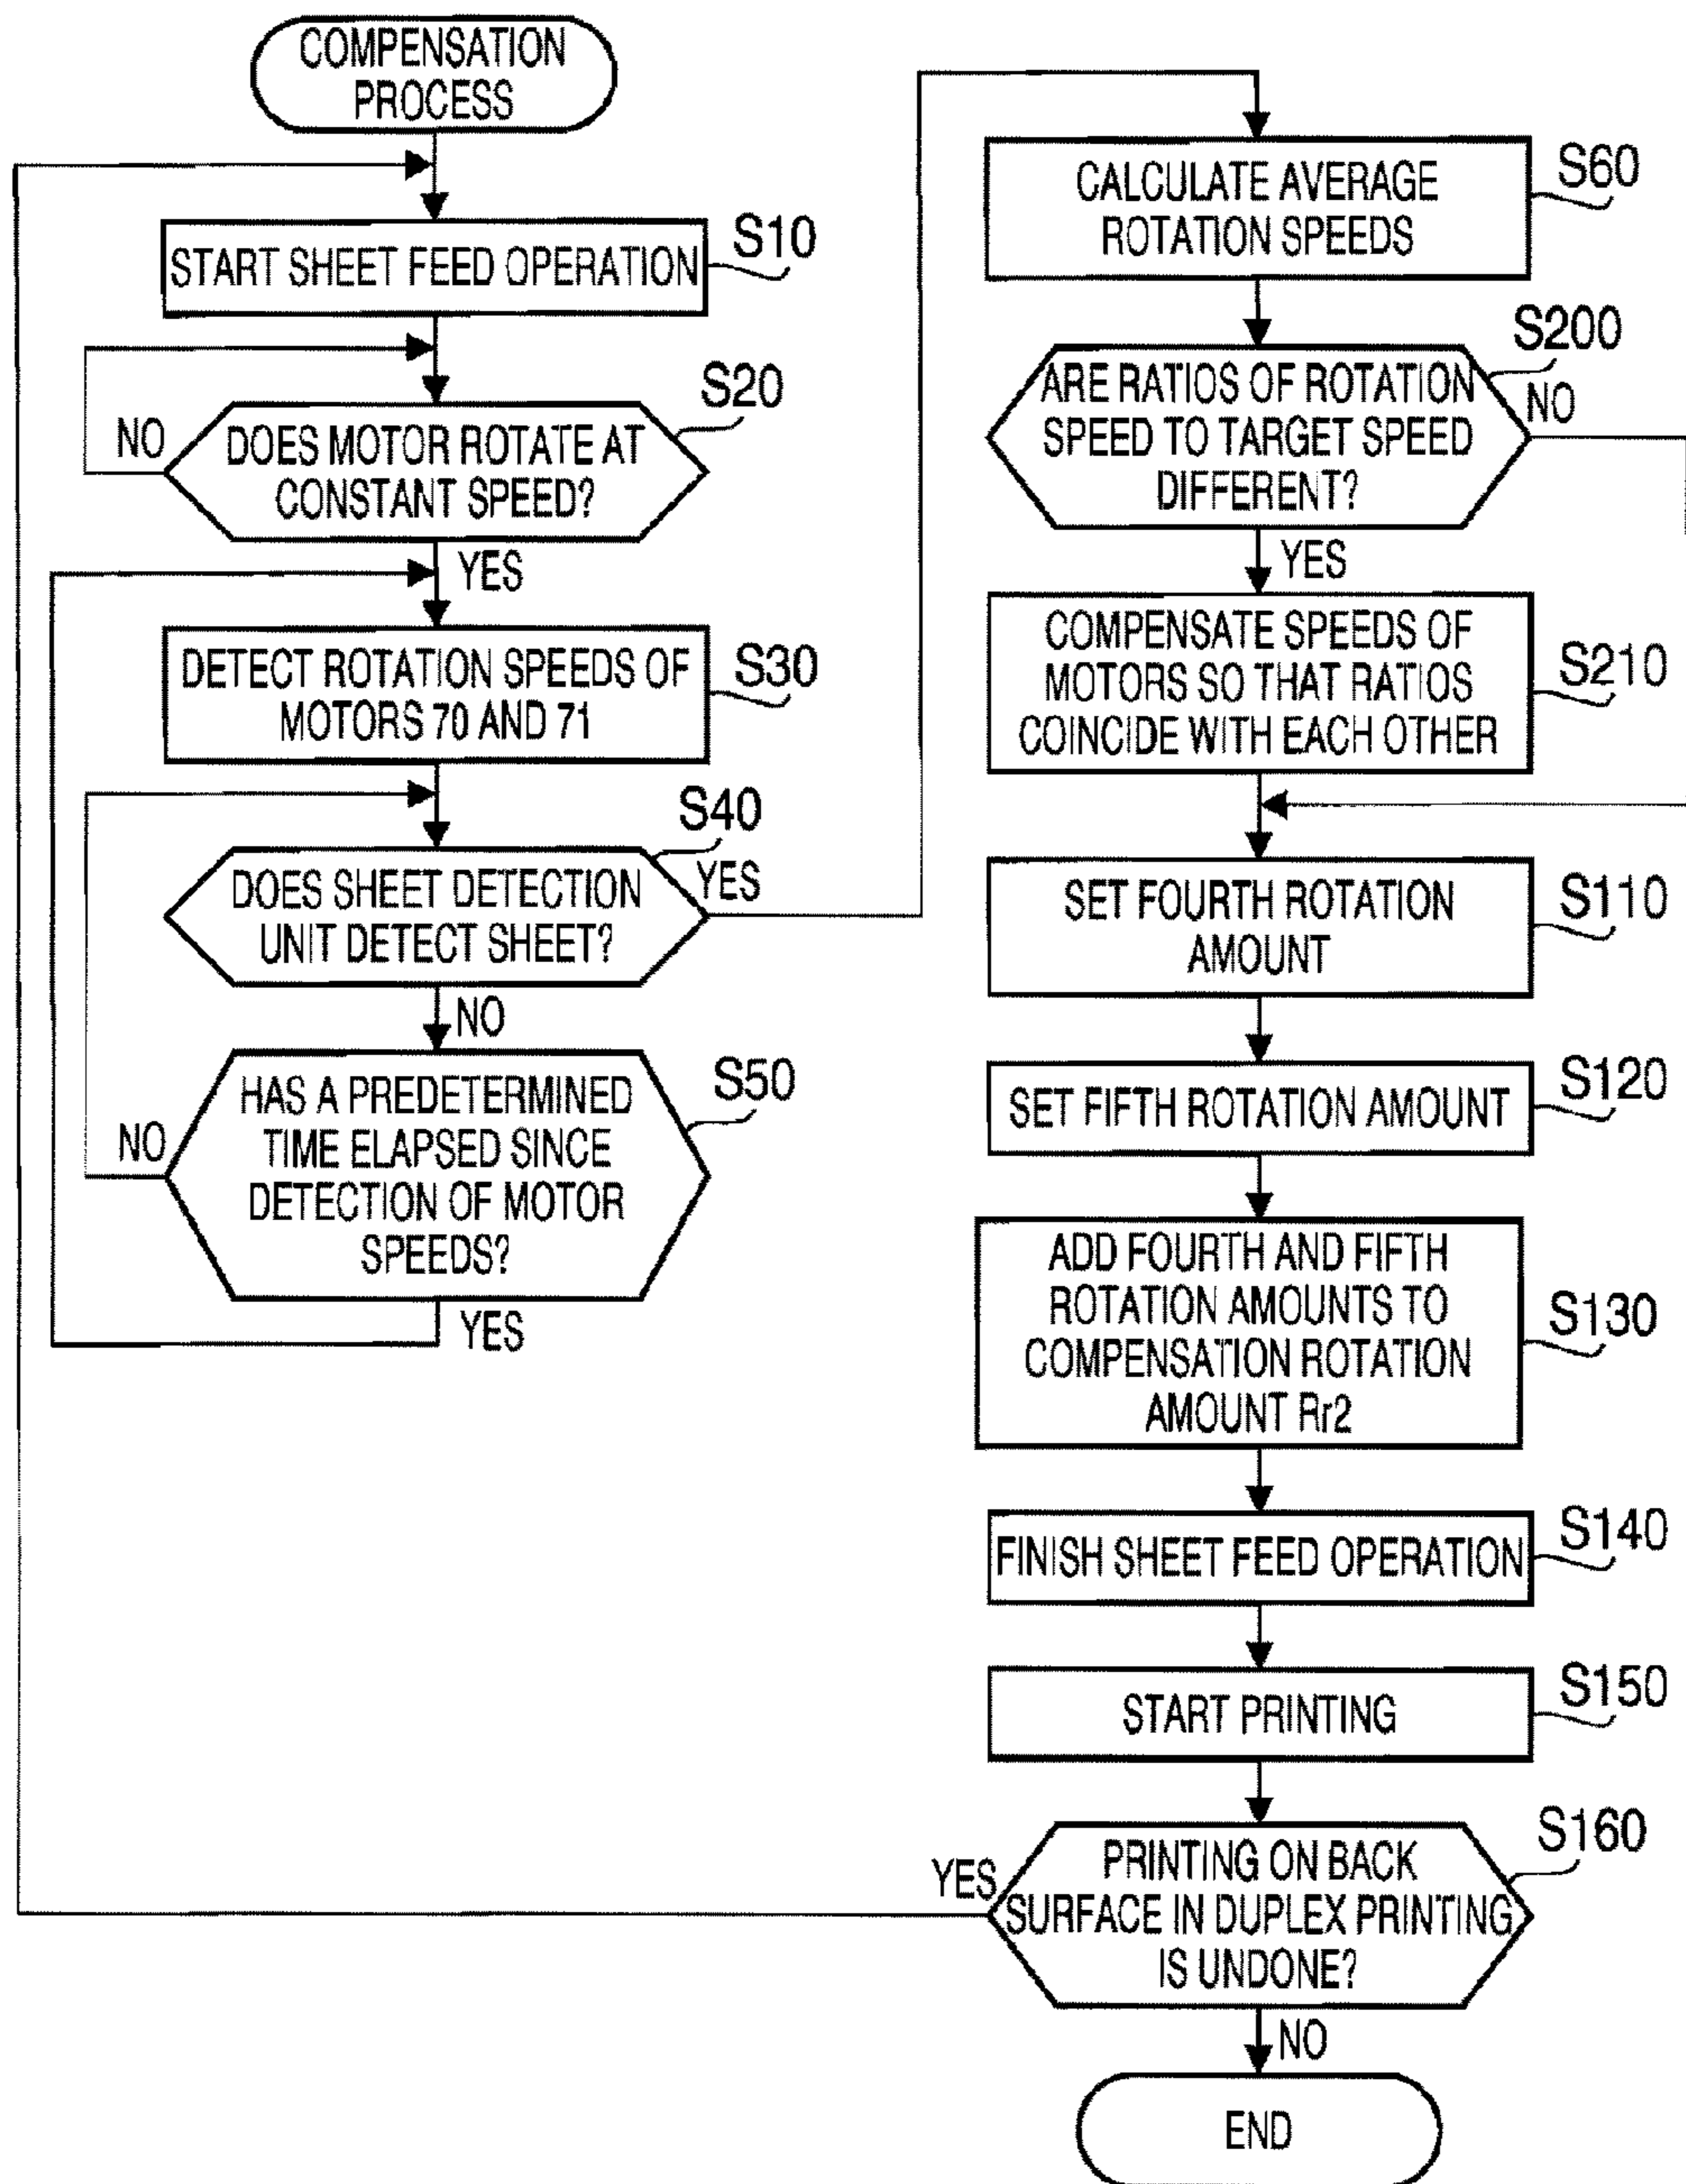 COMPENSATION
PROCESS
START SHEET FEED OPERATION
S10
DOES MOTOR ROTATE AT
CONSTANT SPEED?
S20
NO
YES
DETECT ROTATION SPEEDS OF
MOTORS 70 AND 71
S30
DOES SHEET DETECTION
UNIT DETECT SHEET?
S40
YES
NO
HAS A PREDETERMINED
TIME ELAPSED SINCE
DETECTION OF MOTOR
SPEEDS?
S50
NO
YES
CALCULATE AVERAGE
ROTATION SPEEDS
S60
ARE RATIOS OF ROTATION
SPEED TO TARGET SPEED
DIFFERENT?
S200
NO
YES
COMPENSATE SPEEDS OF
MOTORS SO THAT RATIOS
COINCIDE WITH EACH OTHER
S210
SET FOURTH ROTATION
AMOUNT
S110
SET FIFTH ROTATION AMOUNT
S120
ADD FOURTH AND FIFTH
ROTATION AMOUNTS TO
COMPENSATION ROTATION
AMOUNT Rr2
S130
FINISH SHEET FEED OPERATION
S140
START PRINTING
S150
PRINTING ON BACK
SURFACE IN DUPLEX PRINTING
IS UNDONE?
S160
YES
NO
END